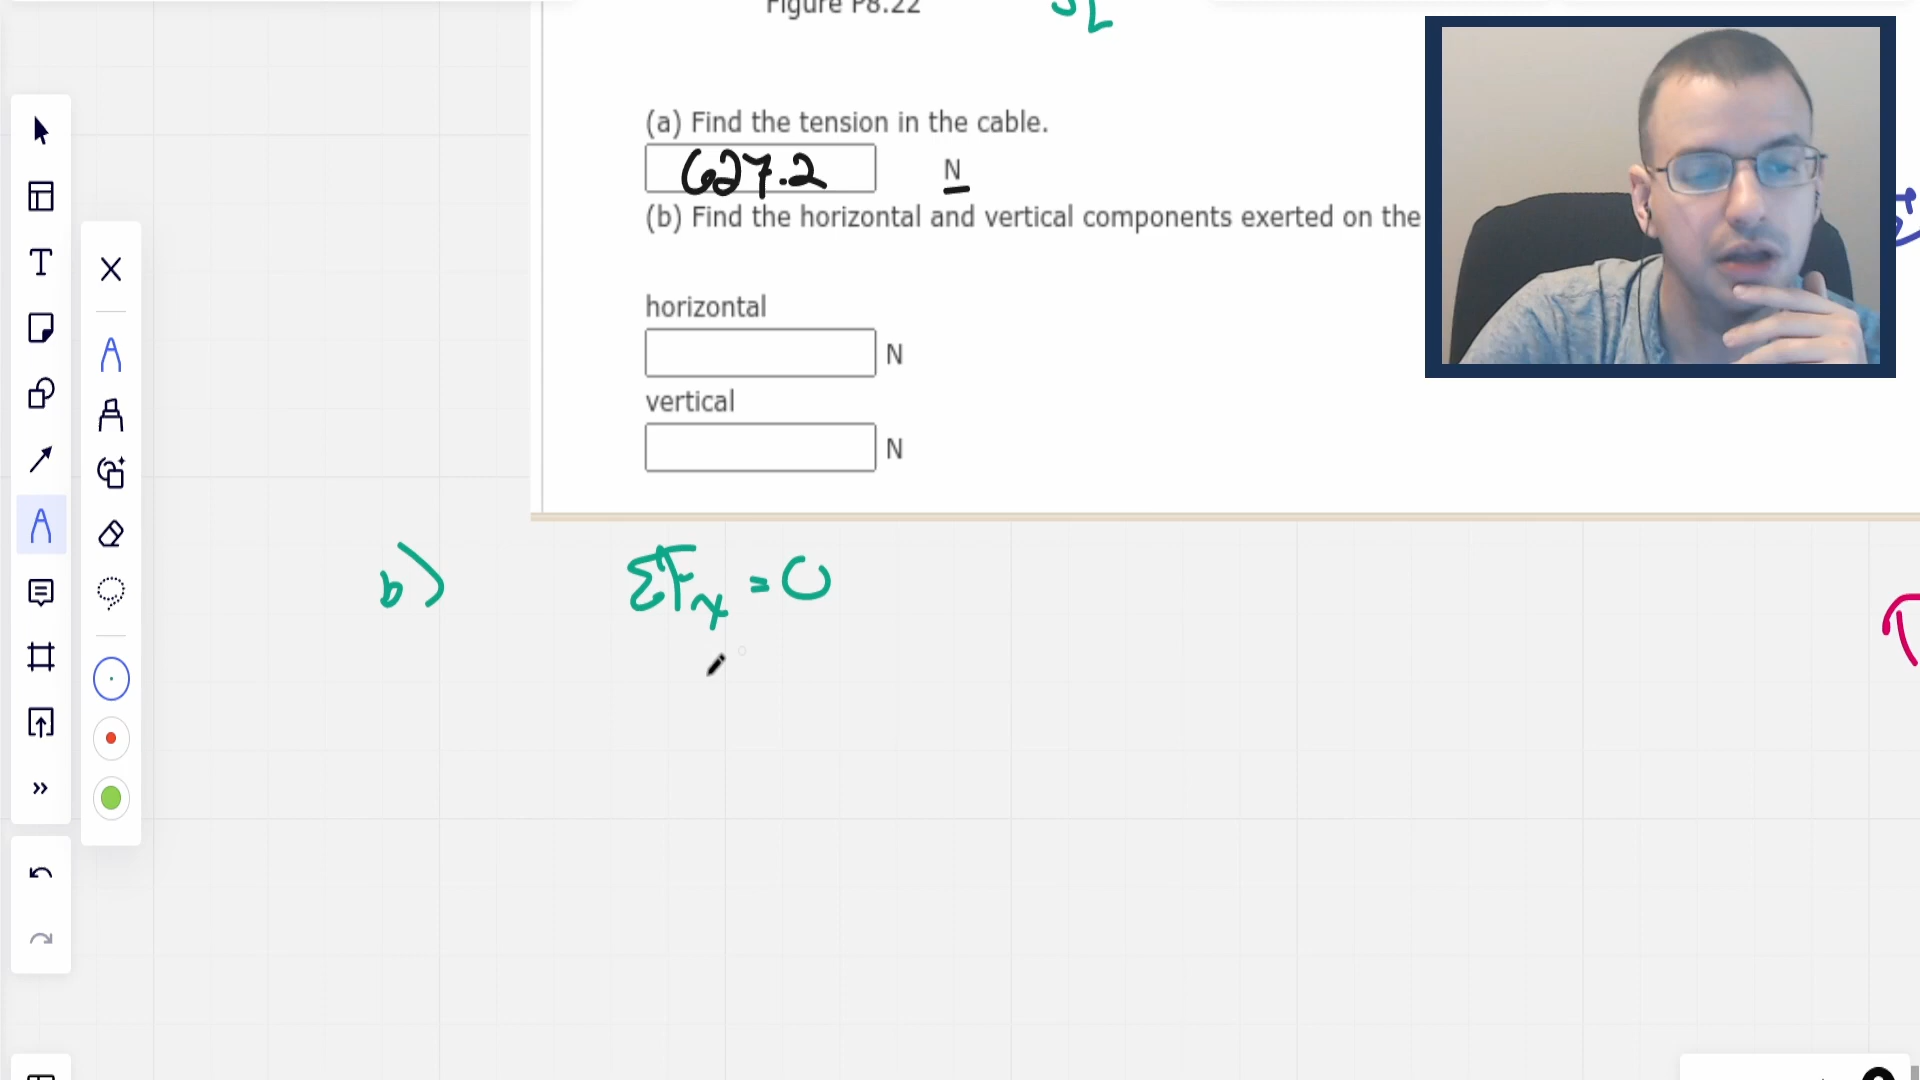 Figure P8.22
(a) Find the tension in the cable.
627.2 N
(b) Find the horizontal and vertical components exerted on the
horizontal
N
vertical
N
b) ΣFx = 0